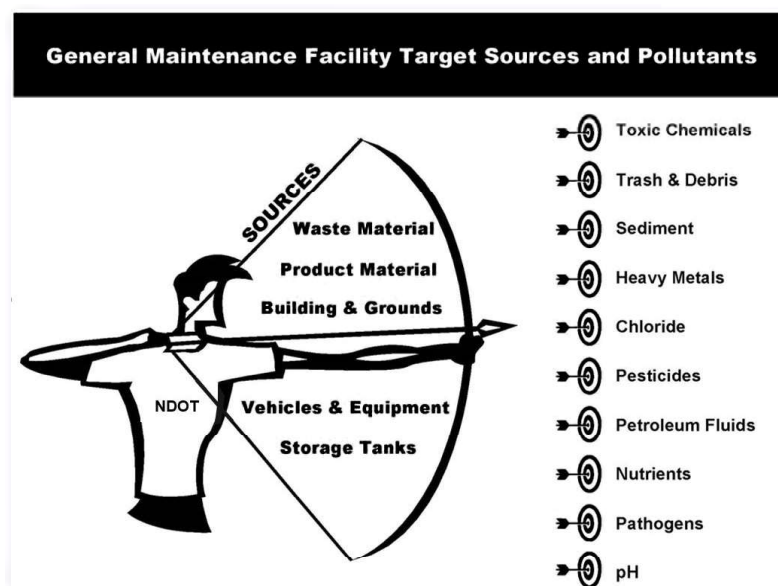 General Maintenance Facility Target Sources and Pollutants
SOURCES
Waste Material
Product Material
Building & Grounds
NDOT
Vehicles & Equipment
Storage Tanks
Toxic Chemicals
Trash & Debris
Sediment
Heavy Metals
Chloride
Pesticides
Petroleum Fluids
Nutrients
Pathogens
pH